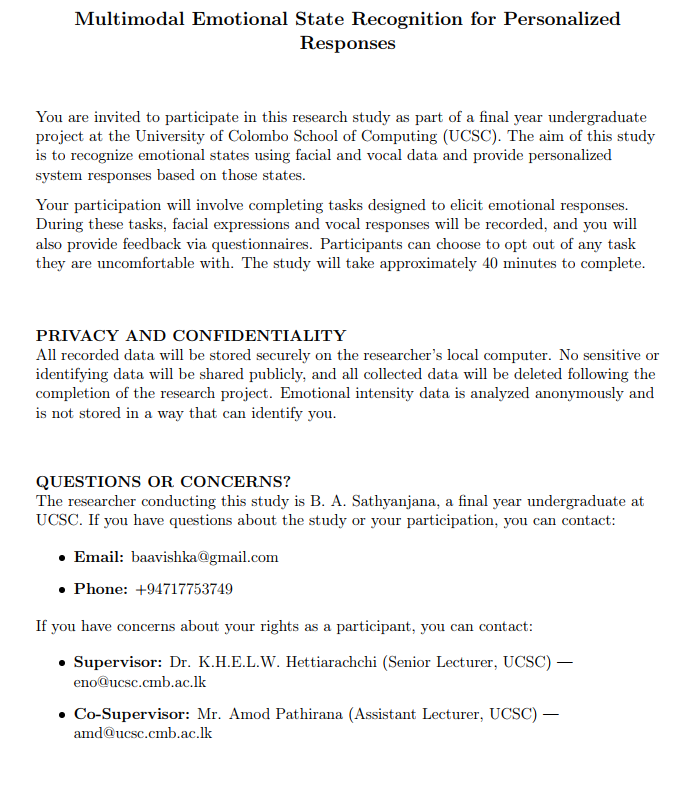 Multimodal Emotional State Recognition for Personalized
Responses
You are invited to participate in this research study as part of a final year undergraduate
project at the University of Colombo School of Computing (UCSC). The aim of this study
is to recognize emotional states using facial and vocal data and provide personalized
system responses based on those states.
Your participation will involve completing tasks designed to elicit emotional responses.
During these tasks, facial expressions and vocal responses will be recorded, and you will
also provide feedback via questionnaires. Participants can choose to opt out of any task
they are uncomfortable with. The study will take approximately 40 minutes to complete.
PRIVACY AND CONFIDENTIALITY
All recorded data will be stored securely on the researcher's local computer. No sensitive or
identifying data will be shared publicly, and all collected data will be deleted following the
completion of the research project. Emotional intensity data is analyzed anonymously and
is not stored in a way that can identify you.
QUESTIONS OR CONCERNS?
The researcher conducting this study is B. A. Sathyanjana, a final year undergraduate at
UCSC. If you have questions about the study or your participation, you can contact:
• Email: baavishka@gmail.com
• Phone: +94717753749
If you have concerns about your rights as a participant, you can contact:
• Supervisor: Dr. K.H.E.L.W. Hettiarachchi (Senior Lecturer, UCSC) —
eno@ucsc.cmb.ac.lk
• Co-Supervisor: Mr. Amod Pathirana (Assistant Lecturer, UCSC) —
amd@ucsc.cmb.ac.lk